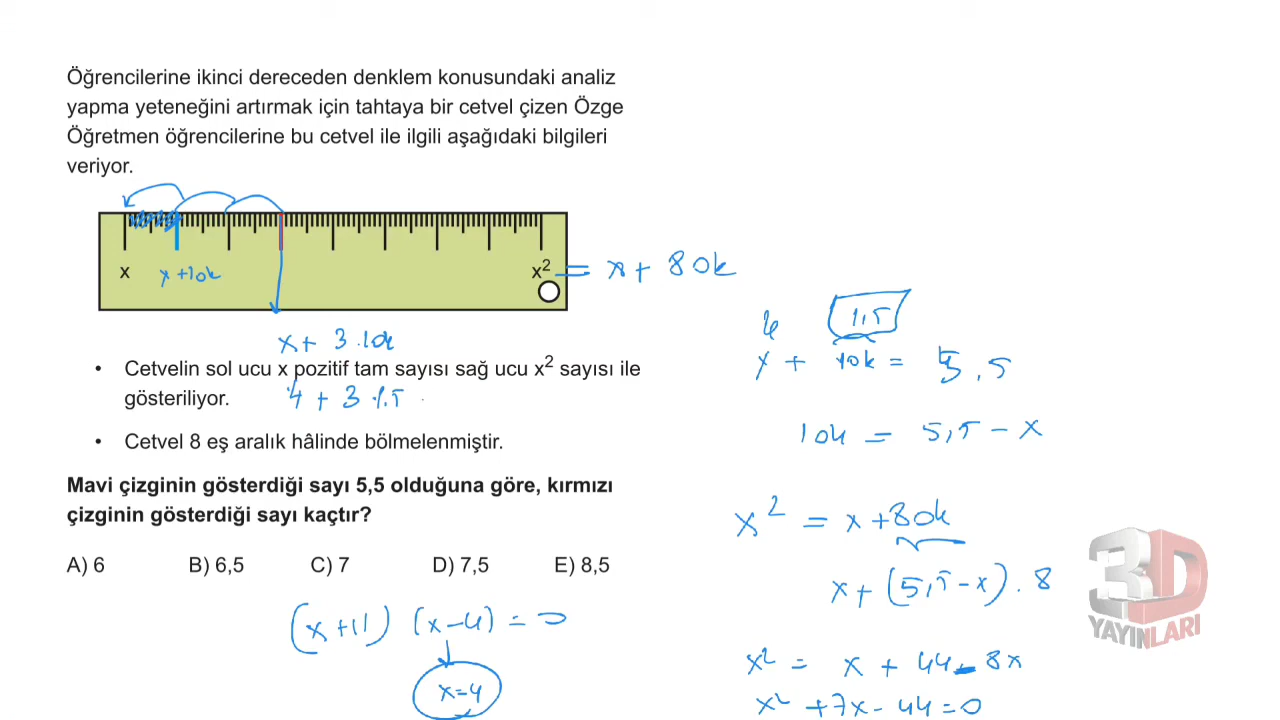 Öğrencilerine ikinci dereceden denklem konusundaki analiz
yapma yeteneğini artırmak için tahtaya bir cetvel çizen Özge
Öğretmen öğrencilerine bu cetvel ile ilgili aşağıdaki bilgileri
veriyor.
x
x+10k
x² = x + 80k
x + 3.10k
• Cetvelin sol ucu x pozitif tam sayısı sağ ucu x² sayısı ile
gösteriliyor.
4 + 3.1.5
• Cetvel 8 eş aralık hâlinde bölmelenmiştir.
Mavi çizginin gösterdiği sayı 5,5 olduğuna göre, kırmızı
çizginin gösterdiği sayı kaçtır?
A) 6 B) 6,5 C) 7 D) 7,5 E) 8,5
(x+11) (x-4) = 0
x=4
4 1,5
x + 10k = 5,5
10k = 5,5 - x
x² = x + 80k
x + (5,5-x).8
x² = x + 44 - 8x
x² + 7x - 44 = 0
3D
YAYINLARI